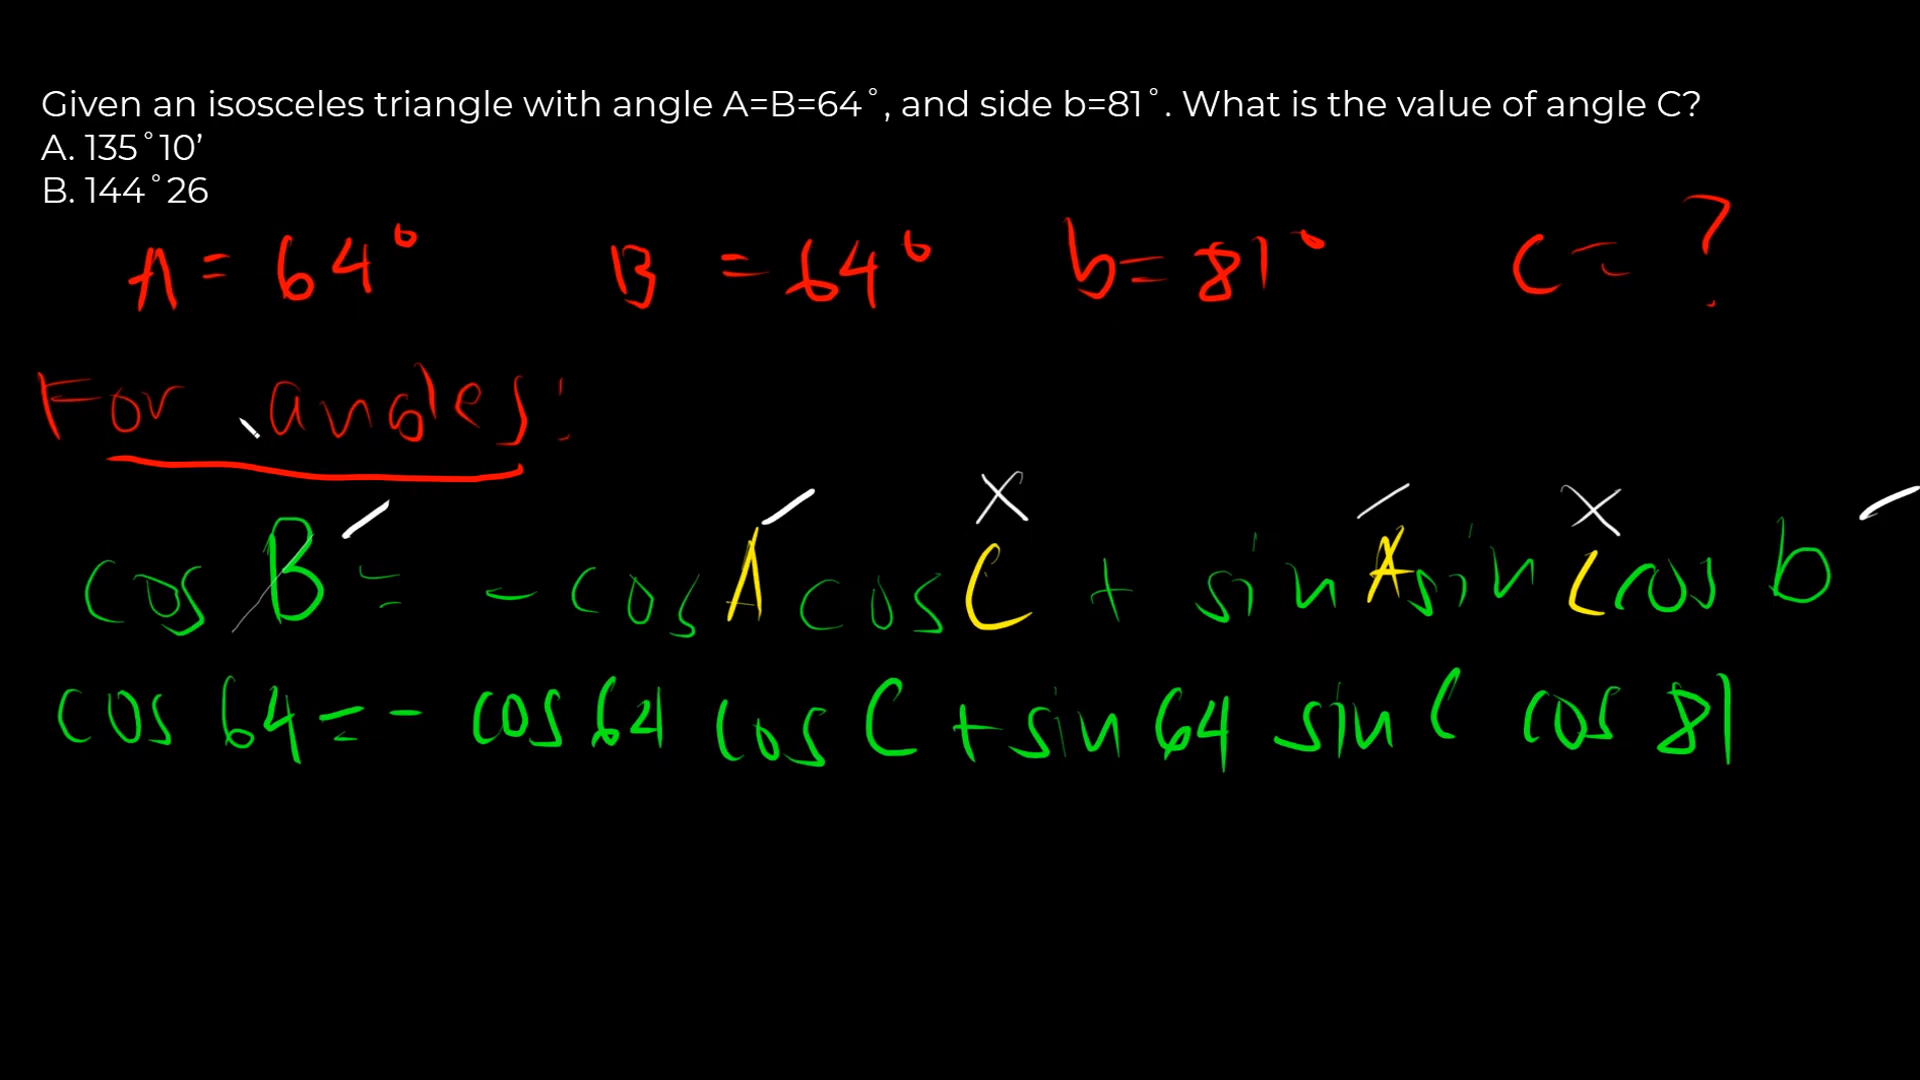 Given an isosceles triangle with angle A=B=64°, and side b=81°. What is the value of angle C?
A. 135°10’
B. 144°26
A = 64° B = 64° b = 81° C = ?
For angles:
cos B = - cos A cos C + sin A sin C cos b
cos 64 = - cos 64 cos C + sin 64 sin C cos 81